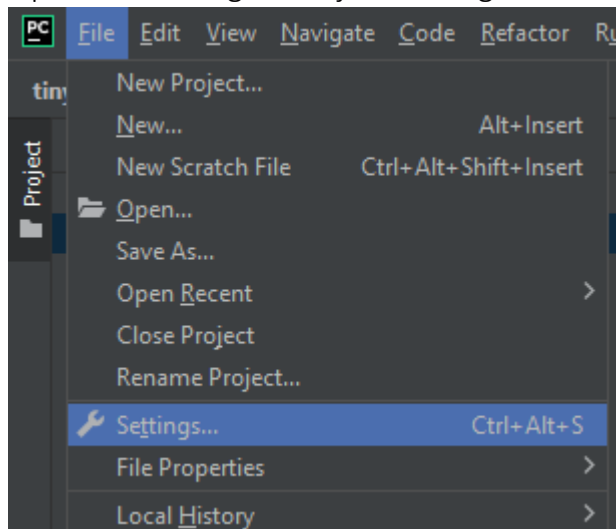 PC File Edit View Navigate Code Refactor
tiny
New Project...
New... Alt+Insert
New Scratch File Ctrl+Alt+Shift+Insert
Project
Open...
Save As...
Open Recent
Close Project
Rename Project...
Settings... Ctrl+Alt+S
File Properties
Local History